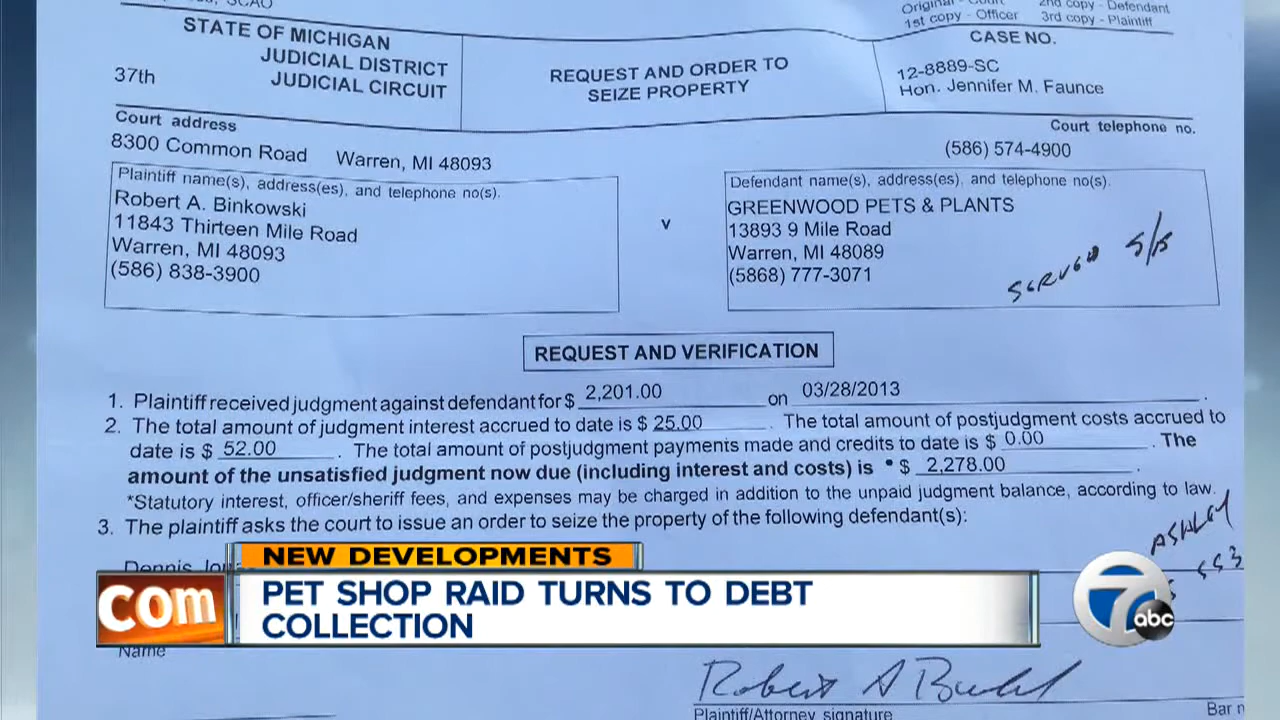 SCAO
Original - Court 2nd copy - Defendant
1st copy - Officer 3rd copy - Plaintiff
STATE OF MICHIGAN
JUDICIAL DISTRICT
37th JUDICIAL CIRCUIT
REQUEST AND ORDER TO
SEIZE PROPERTY
CASE NO.
12-8889-SC
Hon. Jennifer M. Faunce
Court address
Court telephone no.
8300 Common Road Warren, MI 48093
(586) 574-4900
Plaintiff name(s), address(es), and telephone no(s).
Robert A. Binkowski
11843 Thirteen Mile Road
Warren, MI 48093
(586) 838-3900
v
Defendant name(s), address(es), and telephone no(s).
GREENWOOD PETS & PLANTS
13893 9 Mile Road
Warren, MI 48089
(5868) 777-3071
SERVED 5/15
REQUEST AND VERIFICATION
1. Plaintiff received judgment against defendant for $ 2,201.00 on 03/28/2013 .
2. The total amount of judgment interest accrued to date is $ 25.00 . The total amount of postjudgment costs accrued to
date is $ 52.00 . The total amount of postjudgment payments made and credits to date is $ 0.00 . The
amount of the unsatisfied judgment now due (including interest and costs) is * $ 2,278.00 .
*Statutory interest, officer/sheriff fees, and expenses may be charged in addition to the unpaid judgment balance, according to law.
3. The plaintiff asks the court to issue an order to seize the property of the following defendant(s):
ASHLEY
553
Dennis
NEW DEVELOPMENTS
com
PET SHOP RAID TURNS TO DEBT
COLLECTION
7 abc
Name
Robert A
Plaintiff/Attorney signature
Bar